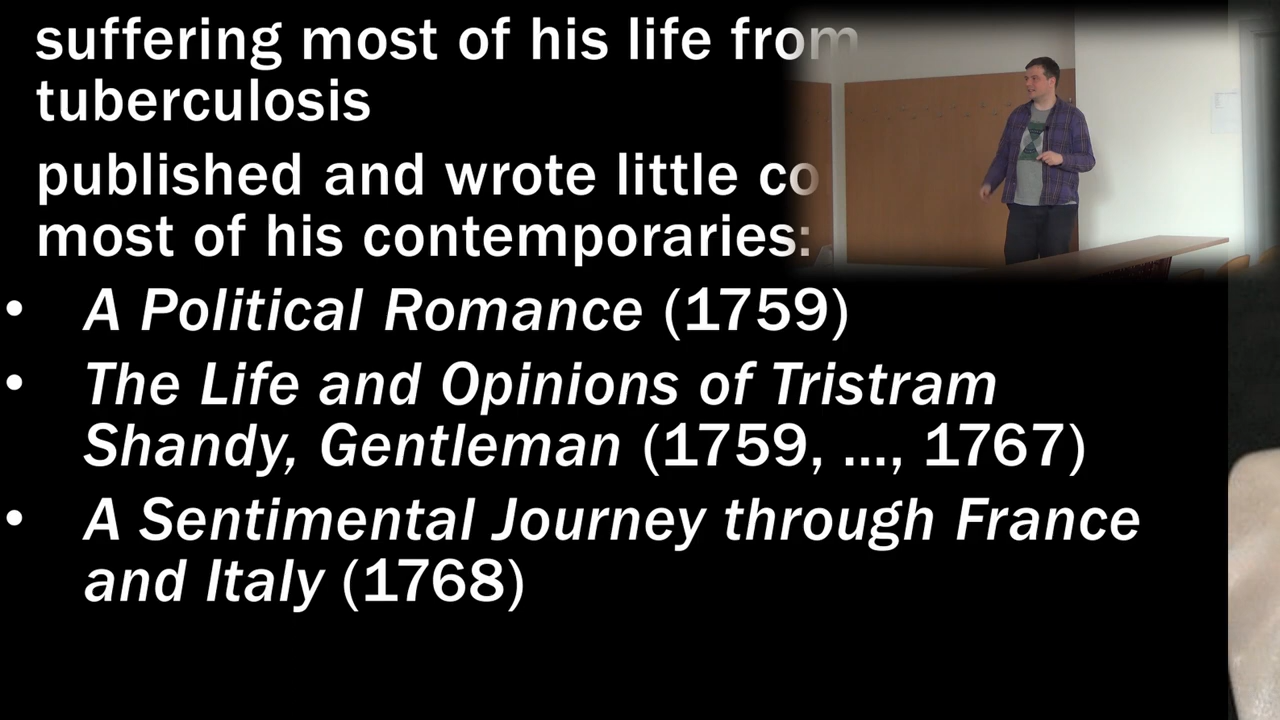 suffering most of his life from
tuberculosis
published and wrote little co
most of his contemporaries:
• A Political Romance (1759)
• The Life and Opinions of Tristram
Shandy, Gentleman (1759, ..., 1767)
• A Sentimental Journey through France
and Italy (1768)